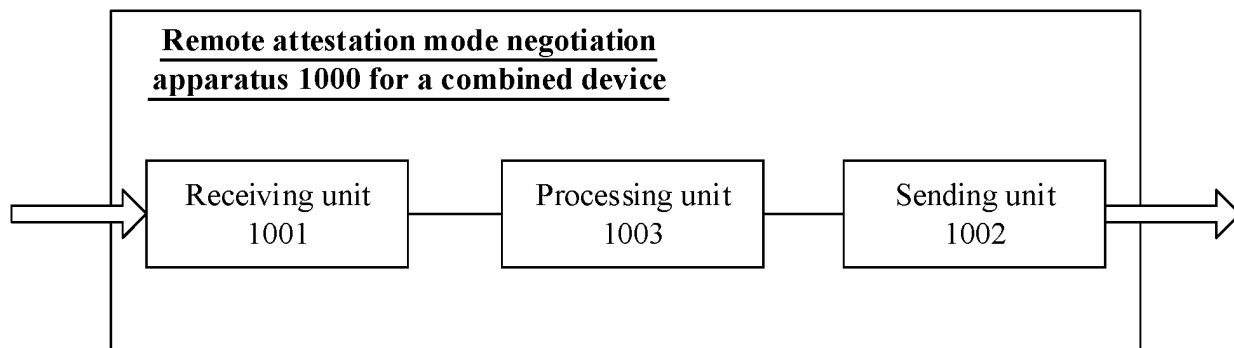 Remote attestation mode negotiation
apparatus 1000 for a combined device
Receiving unit
1001
Processing unit
1003
Sending unit
1002